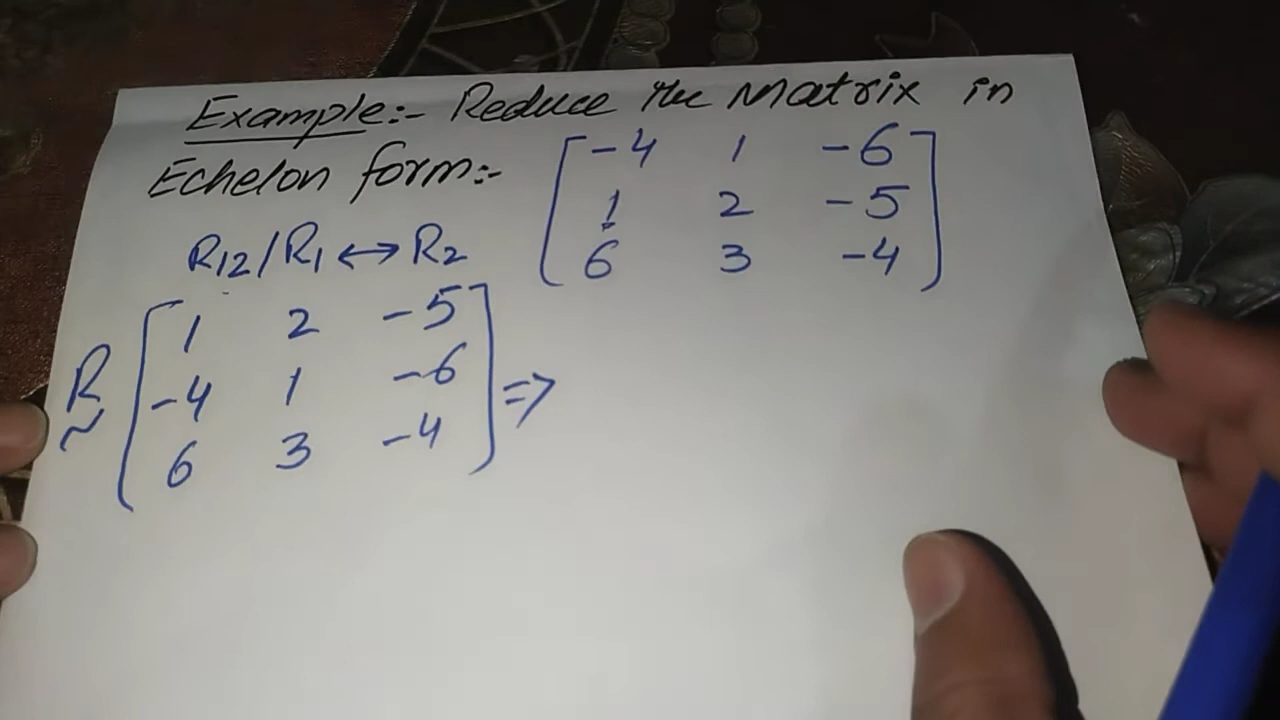 Example:- Reduce the Matrix in
Echelon form:-
-4 1 -6
1 2 -5
6 3 -4
R12/R1 ↔ R2
R
~
1 2 -5
-4 1 -6
6 3 -4
=>